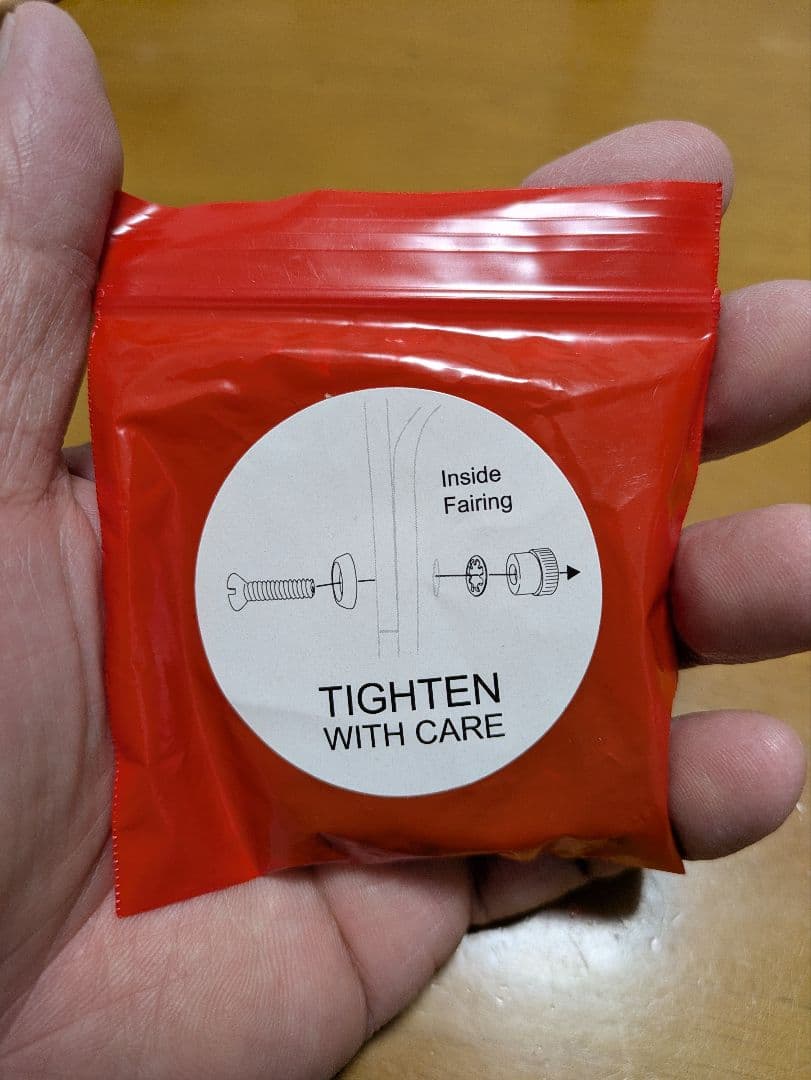 Inside
Fairing
TIGHTEN
WITH CARE